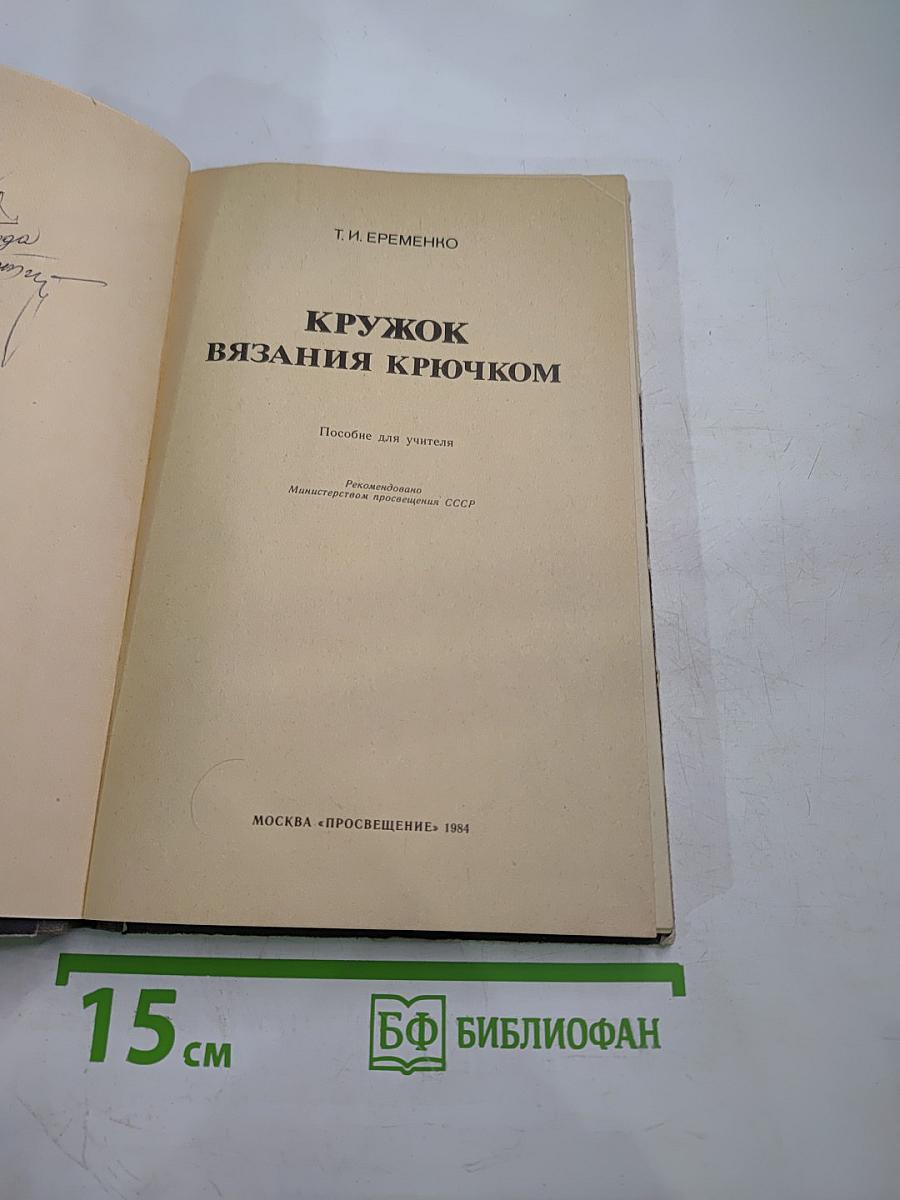 Т. И. ЕРЕМЕНКО
КРУЖОК
ВЯЗАНИЯ КРЮЧКОМ
Пособие для учителя
Рекомендовано
Министерством просвещения СССР
МОСКВА «ПРОСВЕЩЕНИЕ» 1984
15 см
БФ БИБЛИОФАН